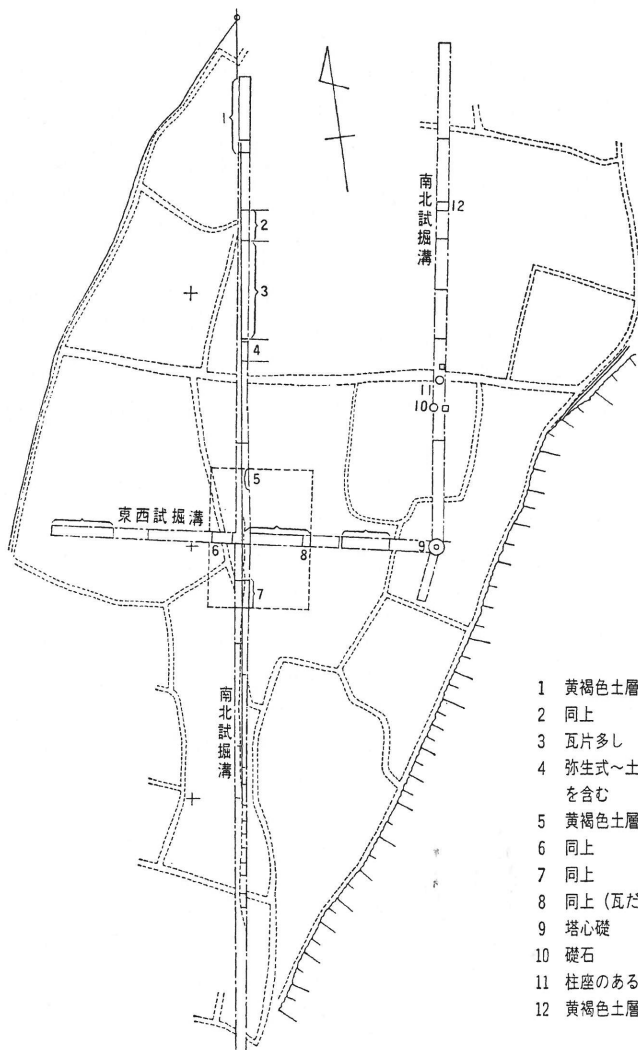 1
2
3
4
南北試掘溝
12
11
10
5
東西試掘溝
6
8
9
7
南北試掘溝
1 黄褐色土層
2 同上
3 瓦片多し
4 弥生式～土
を含む
5 黄褐色土層
6 同上
7 同上
8 同上（瓦だ
9 塔心礎
10 礎石
11 柱座のある
12 黄褐色土層